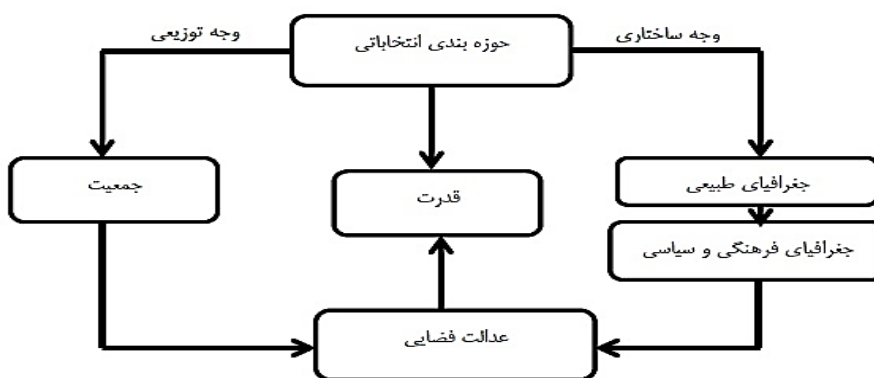 حوزه بندی انتخاباتی
وجه ساختاری
وجه توزیعی
جغرافیای طبیعی
قدرت
جمعیت
جغرافیای فرهنگی و سیاسی
عدالت فضایی